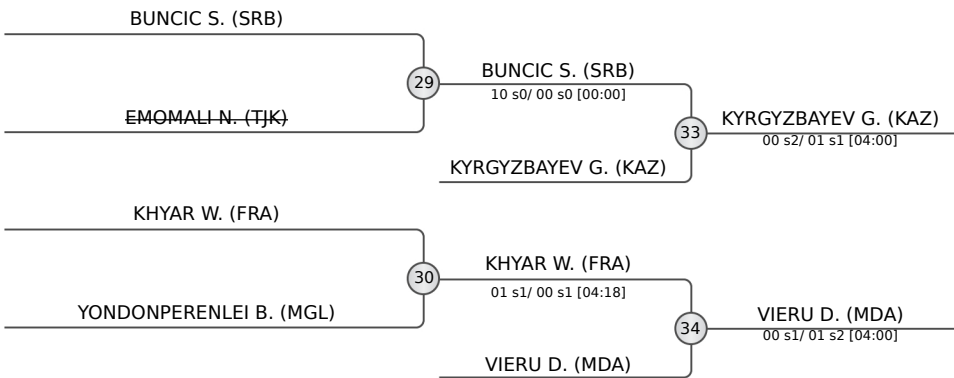 BUNCIC S. (SRB)
29
BUNCIC S. (SRB)
10 s0/ 00 s0 [00:00]
EMOMALI N. (TJK)
33
KYRGYZBAYEV G. (KAZ)
00 s2/ 01 s1 [04:00]
KYRGYZBAYEV G. (KAZ)
KHYAR W. (FRA)
30
KHYAR W. (FRA)
01 s1/ 00 s1 [04:18]
YONDONPERENLEI B. (MGL)
34
VIERU D. (MDA)
00 s1/ 01 s2 [04:00]
VIERU D. (MDA)